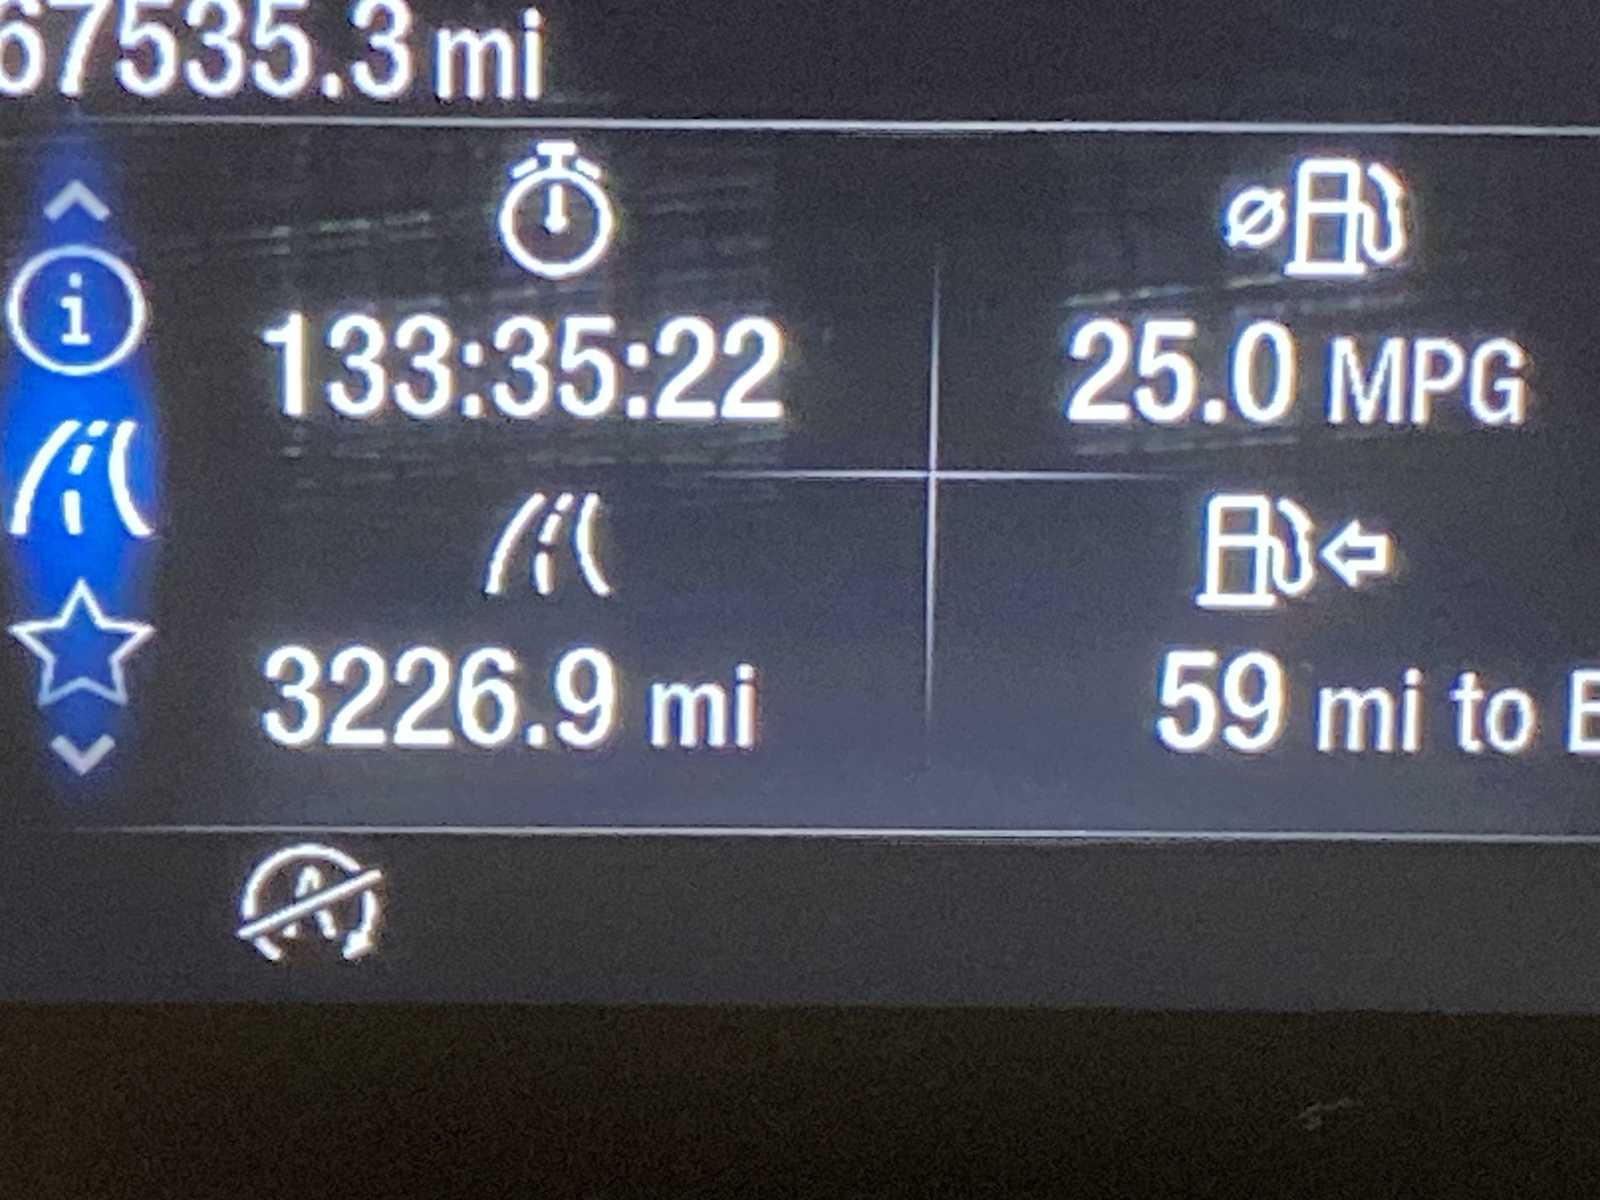 67535.3 mi
i
133:35:22
25.0 MPG
3226.9 mi
59 mi to E
A